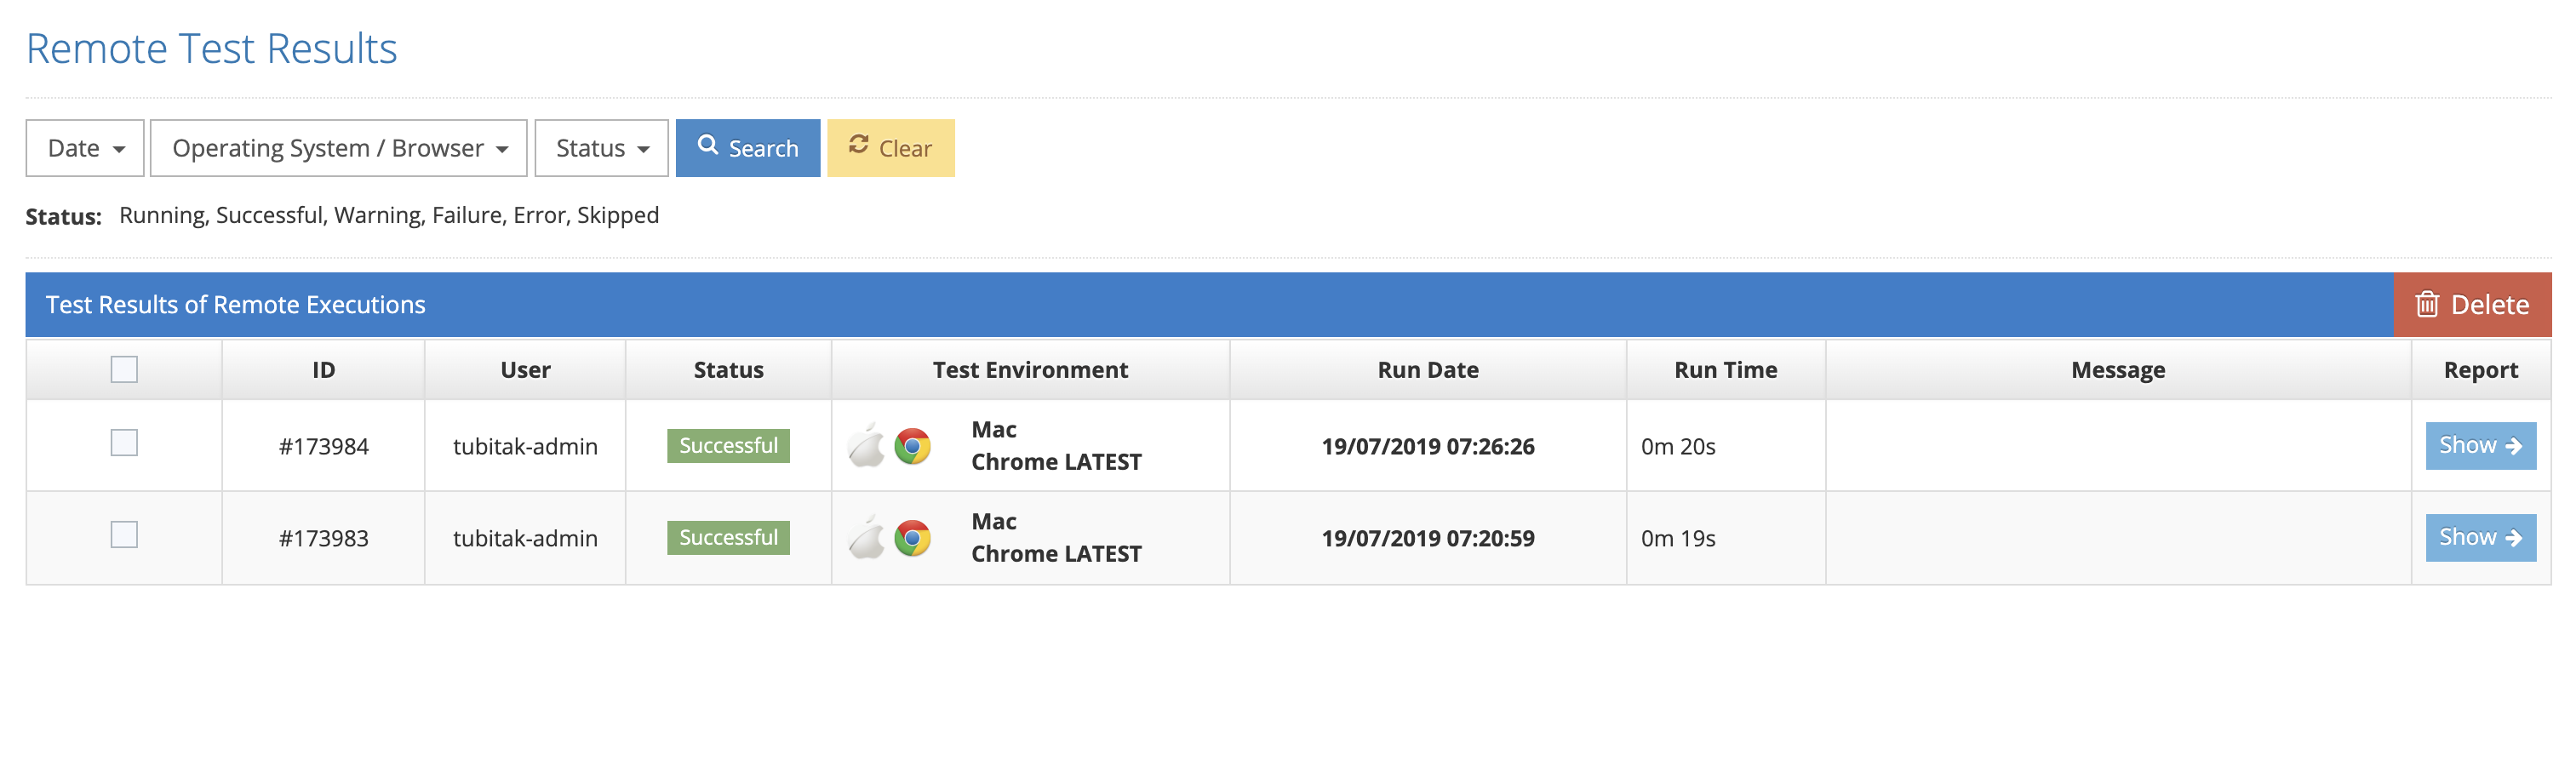 Remote Test Results
Date Operating System / Browser Status Search Clear
Status: Running, Successful, Warning, Failure, Error, Skipped
Test Results of Remote Executions Delete
ID User Status Test Environment Run Date Run Time Message Report
#173984 tubitak-admin Successful Mac Chrome LATEST 19/07/2019 07:26:26 0m 20s Show
#173983 tubitak-admin Successful Mac Chrome LATEST 19/07/2019 07:20:59 0m 19s Show